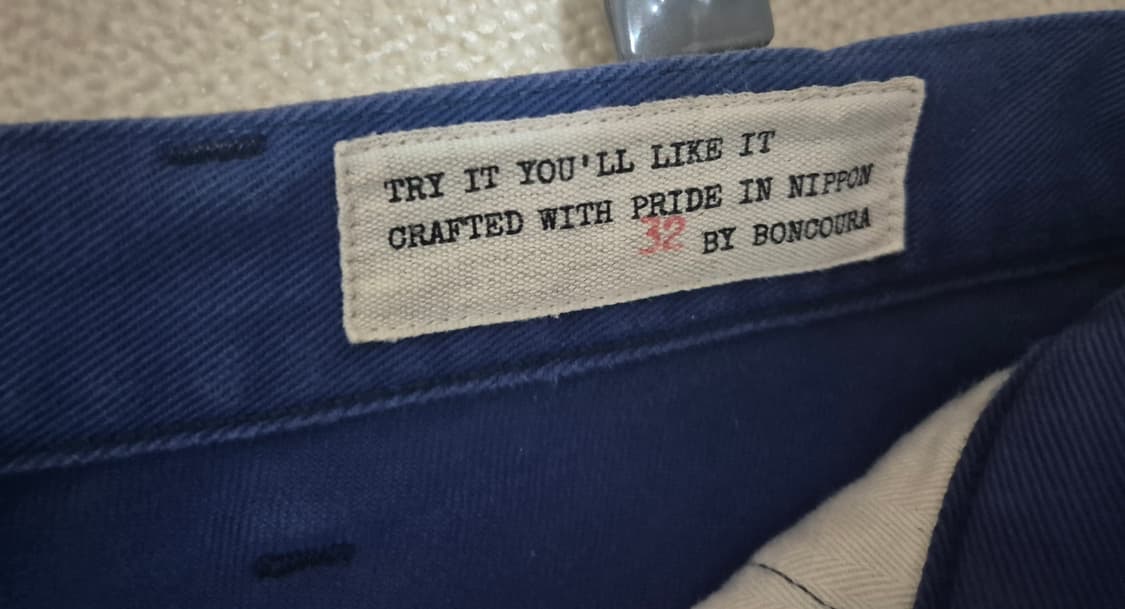 TRY IT YOU'LL LIKE IT
CRAFTED WITH PRIDE IN NIPPON
32 BY BONCOURA